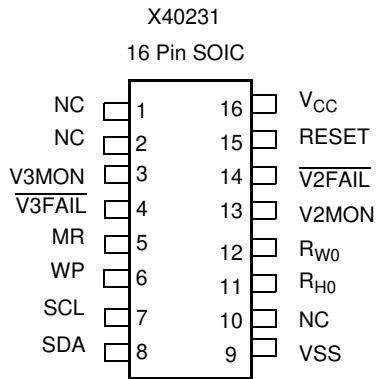 X40231
16 Pin SOIC
NC 1 16 VCC
NC 2 15 RESET
V3MON 3 14 V2FAIL
V3FAIL 4 13 V2MON
MR 5 12 RW0
WP 6 11 RH0
SCL 7 10 NC
SDA 8 9 VSS